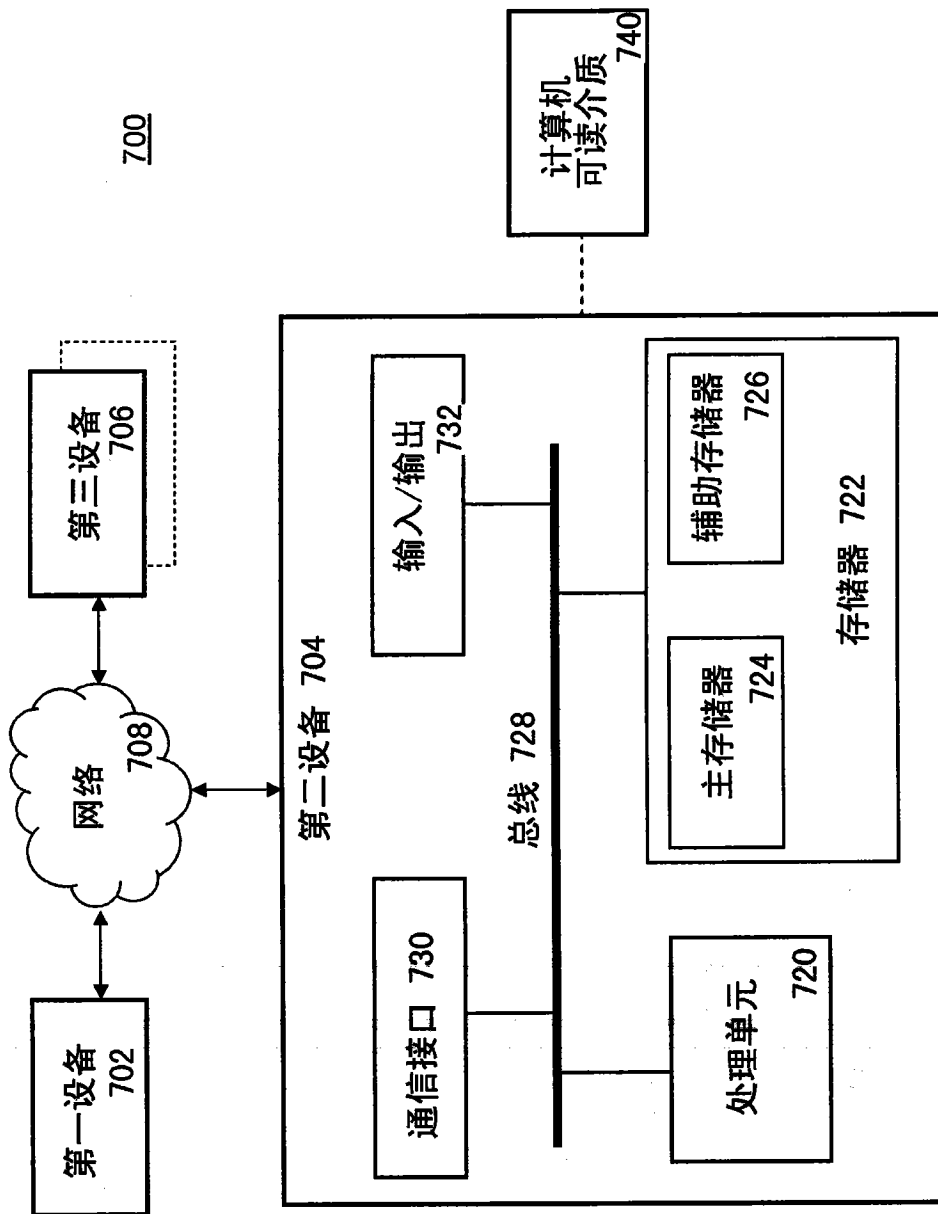 700
第一设备
702
网络
708
第三设备
706
第二设备 704
通信接口 730
输入/输出
732
总线 728
处理单元
720
主存储器
724
辅助存储器
726
存储器 722
计算机
可读介质
740